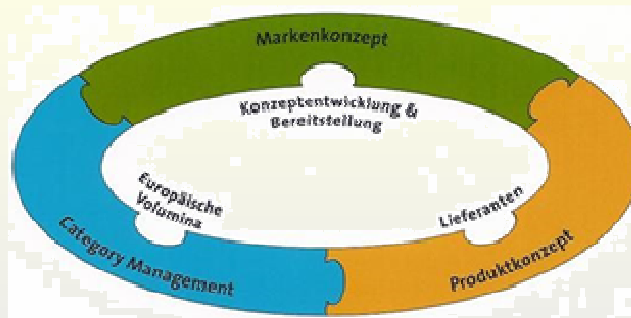 Markenkonzept
Konzeptentwicklung &
Bereitstellung
Europäische
Volumina
Lieferanten
Category Management
Produktkonzept